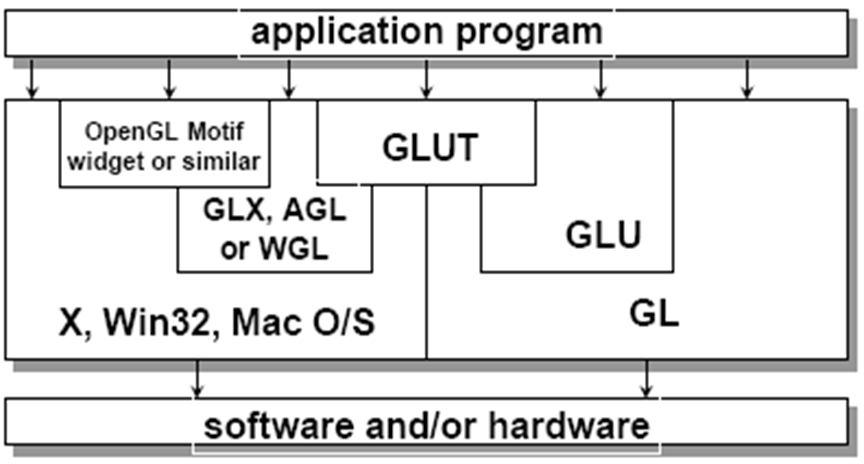 application program
OpenGL Motif
widget or similar
GLUT
GLX, AGL
or WGL
GLU
X, Win32, Mac O/S
GL
software and/or hardware